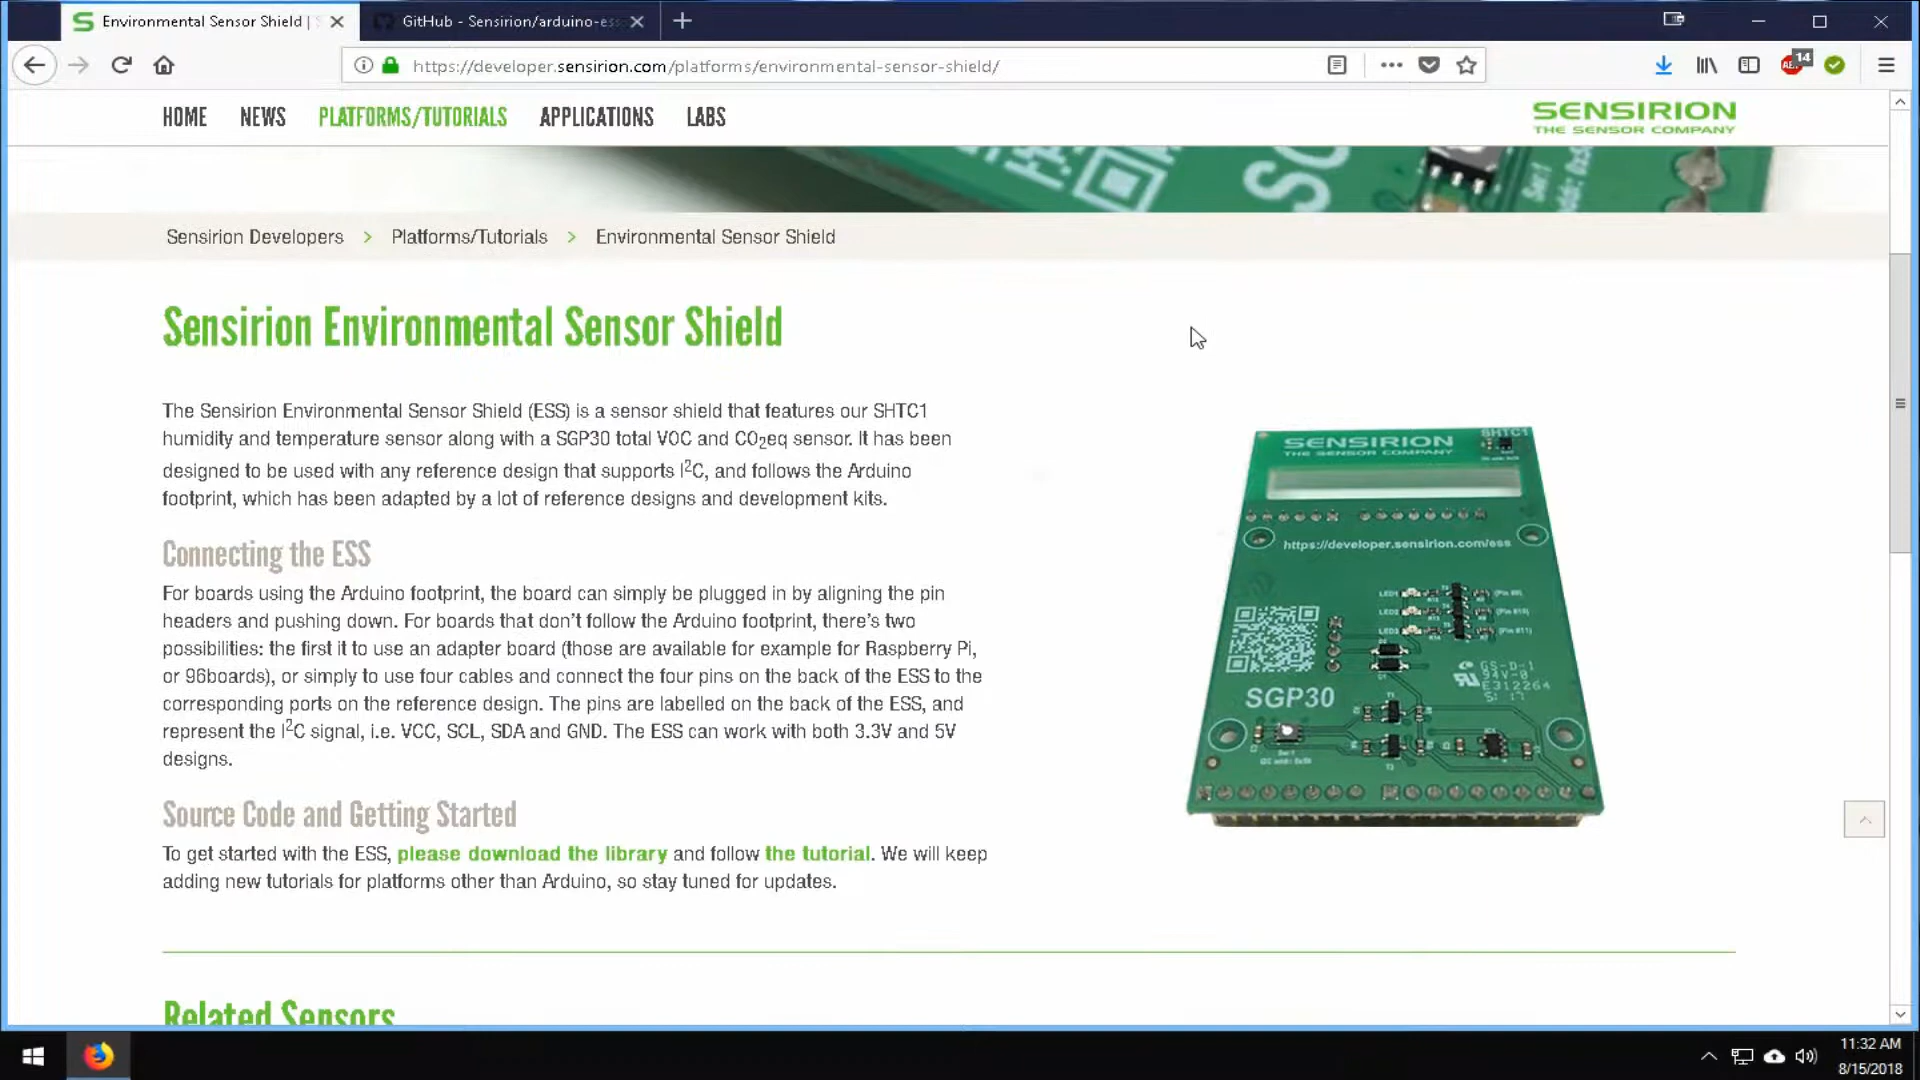 Environmental Sensor Shield |
GitHub - Sensirion/arduino-es
https://developer.sensirion.com/platforms/environmental-sensor-shield/
14
HOME NEWS PLATFORMS/TUTORIALS APPLICATIONS LABS
SENSIRION
THE SENSOR COMPANY
Sensirion Developers > Platforms/Tutorials > Environmental Sensor Shield
Sensirion Environmental Sensor Shield
The Sensirion Environmental Sensor Shield (ESS) is a sensor shield that features our SHTC1
humidity and temperature sensor along with a SGP30 total VOC and CO2eq sensor. It has been
designed to be used with any reference design that supports I2C, and follows the Arduino
footprint, which has been adapted by a lot of reference designs and development kits.
Connecting the ESS
For boards using the Arduino footprint, the board can simply be plugged in by aligning the pin
headers and pushing down. For boards that don't follow the Arduino footprint, there's two
possibilities: the first it to use an adapter board (those are available for example for Raspberry Pi,
or 96boards), or simply to use four cables and connect the four pins on the back of the ESS to the
corresponding ports on the reference design. The pins are labelled on the back of the ESS, and
represent the I2C signal, i.e. VCC, SCL, SDA and GND. The ESS can work with both 3.3V and 5V
designs.
Source Code and Getting Started
To get started with the ESS, please download the library and follow the tutorial. We will keep
adding new tutorials for platforms other than Arduino, so stay tuned for updates.
SENSIRION
THE SENSOR COMPANY
SHTC1
https://developer.sensirion.com/ess
LED1
LED2
LED3
SGP30
GS-D-1
94V-0
E312264
Related Sensors
11:32 AM
8/15/2018